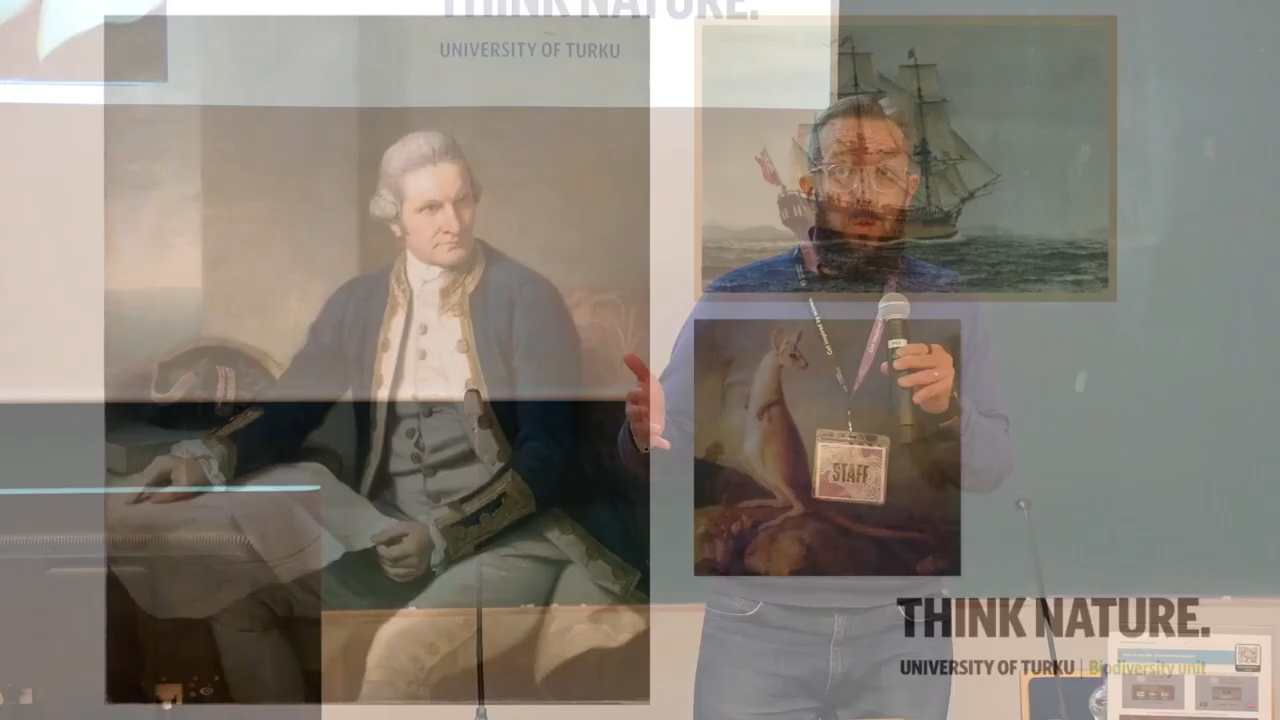 THINK NATURE.
UNIVERSITY OF TURKU
STAFF
THINK NATURE.
UNIVERSITY OF TURKU | Biodiversity unit